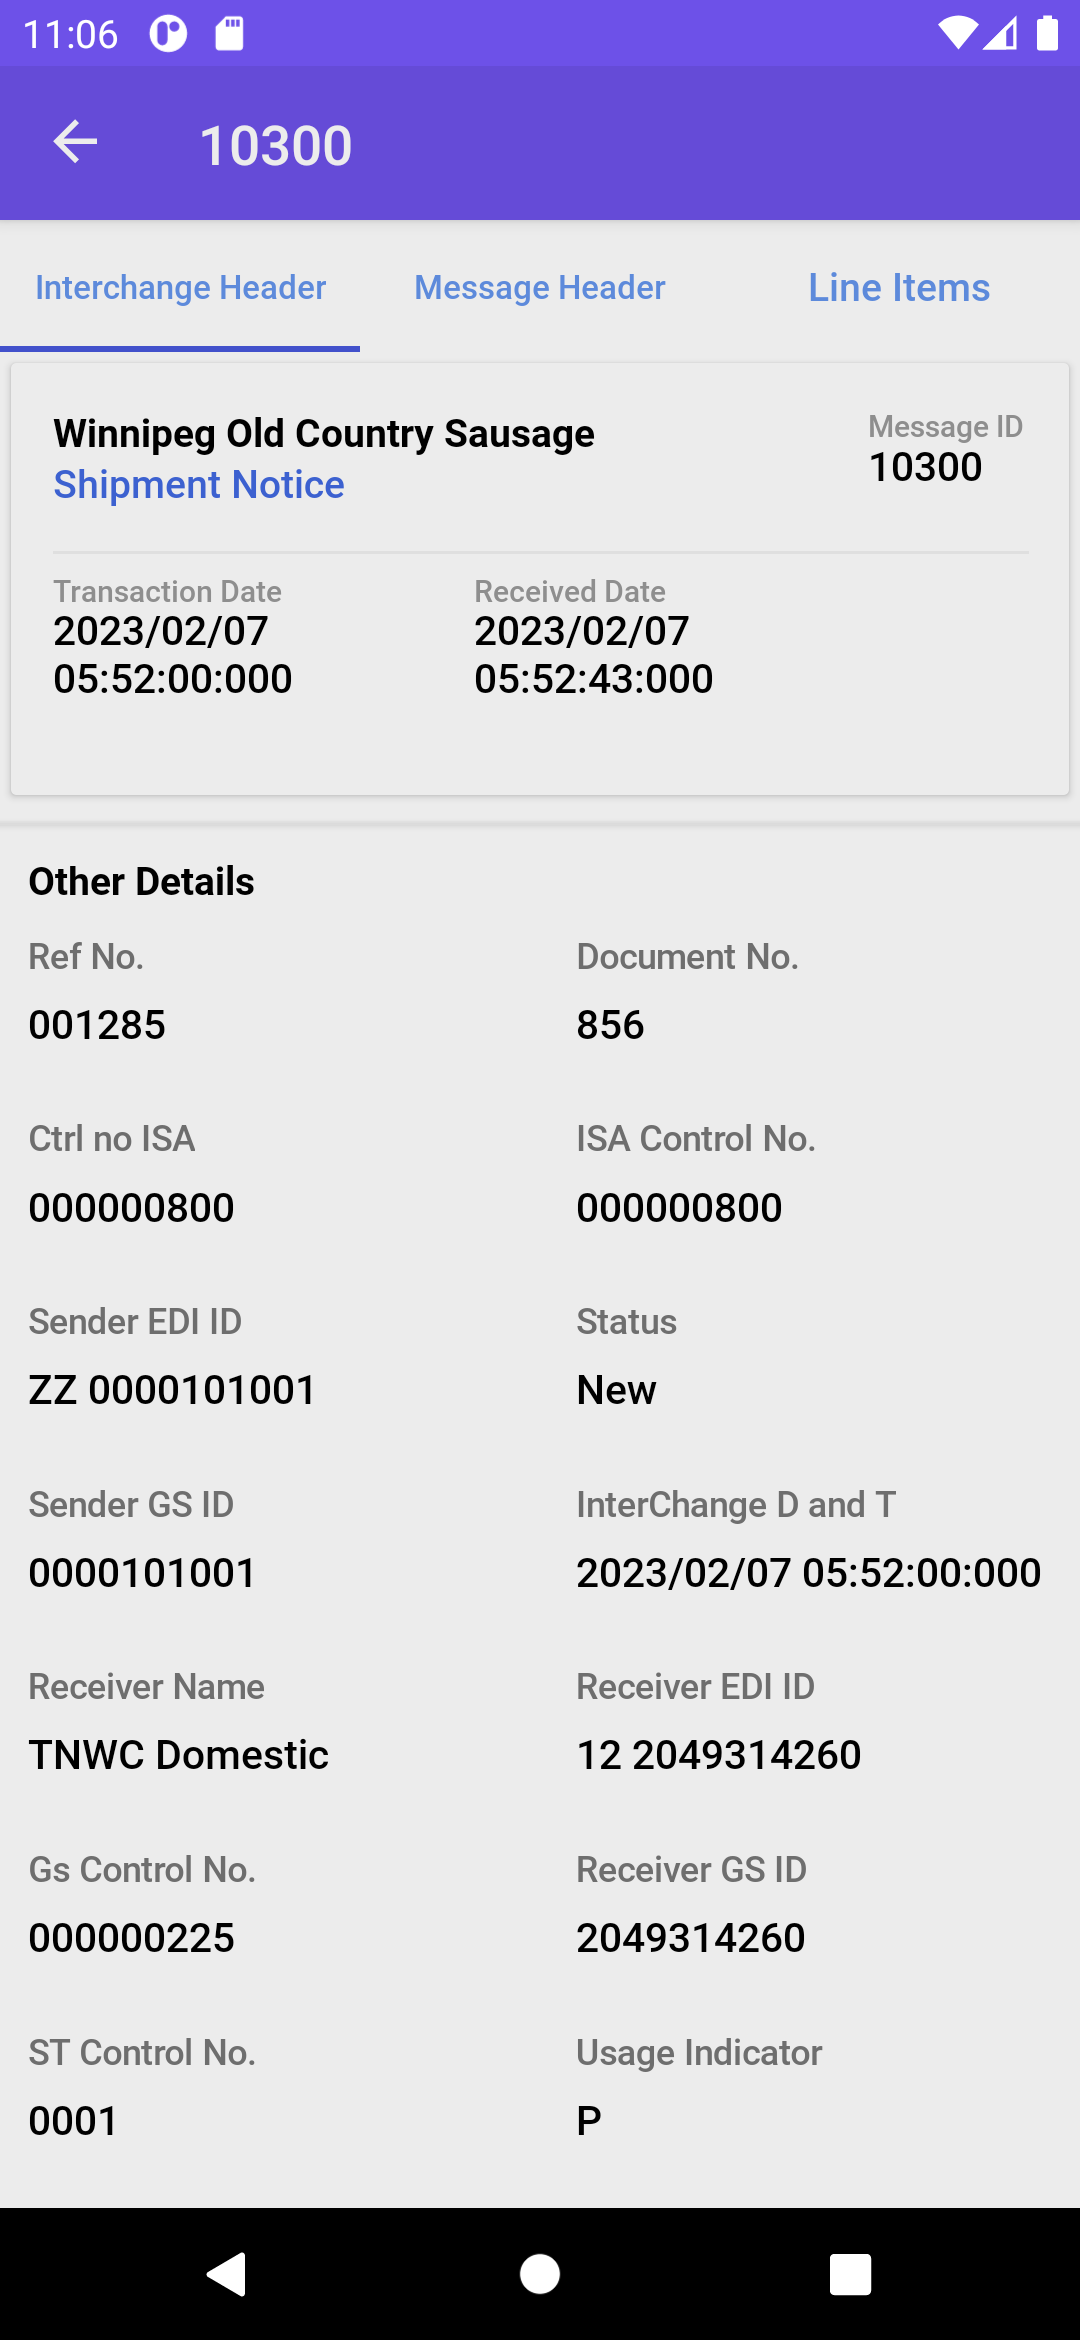 11:06
10300
Interchange Header Message Header Line Items
Winnipeg Old Country Sausage
Shipment Notice
Message ID
10300
Transaction Date
2023/02/07
05:52:00:000
Received Date
2023/02/07
05:52:43:000
Other Details
Ref No. Document No.
001285 856
Ctrl no ISA ISA Control No.
000000800 000000800
Sender EDI ID Status
ZZ 0000101001 New
Sender GS ID InterChange D and T
0000101001 2023/02/07 05:52:00:000
Receiver Name Receiver EDI ID
TNWC Domestic 12 2049314260
Gs Control No. Receiver GS ID
000000225 2049314260
ST Control No. Usage Indicator
0001 P